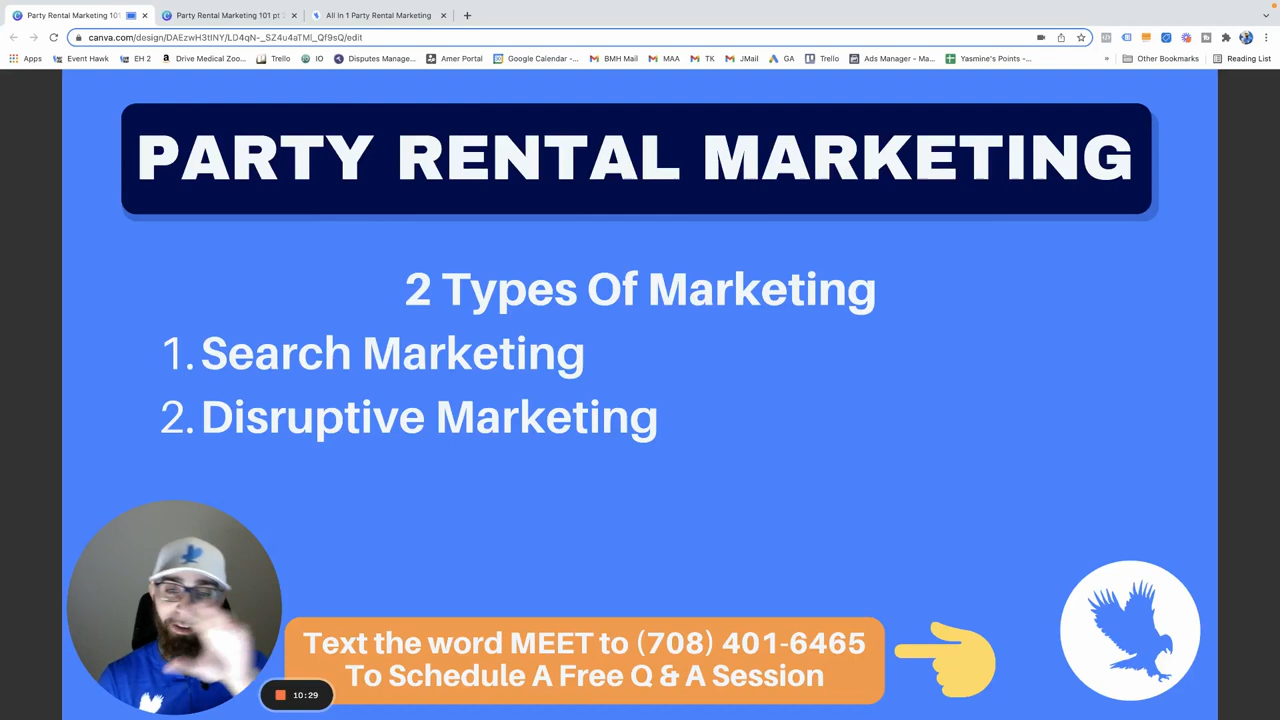 Party Rental Marketing 101
Party Rental Marketing 101 pt
All In 1 Party Rental Marketing
canva.com/design/DAEzwH3tINY/LD4qN-_SZ4u4aTMl_Qf9sQ/edit
Apps
Event Hawk
EH 2
Drive Medical Zoo...
Trello
IO
Disputes Manage...
Amer Portal
Google Calendar -...
BMH Mail
MAA
TK
JMail
GA
Trello
Ads Manager - Ma...
Yasmine's Points -...
»
Other Bookmarks
Reading List
PARTY RENTAL MARKETING
2 Types Of Marketing
1. Search Marketing
2. Disruptive Marketing
Text the word MEET to (708) 401-6465
To Schedule A Free Q & A Session
10:29